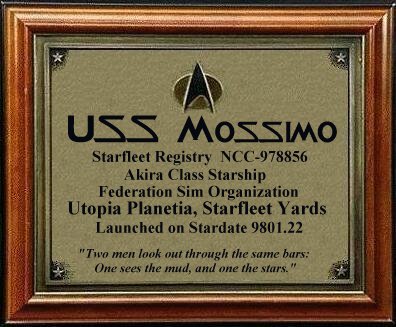 USS Mossimo
Starfleet Registry NCC-978856
Akira Class Starship
Federation Sim Organization
Utopia Planetia, Starfleet Yards
Launched on Stardate 9801.22
"Two men look out through the same bars:
One sees the mud, and one the stars."